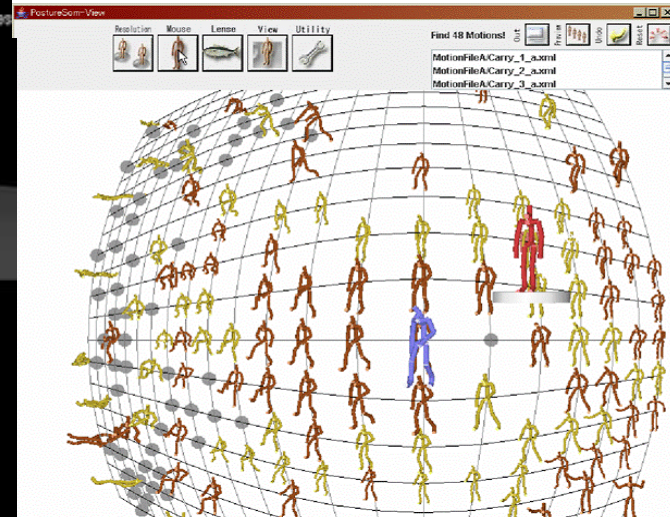 PostureSom-View
Resolution Mouse Lense View Utility
Find 48 Motions!
Out
Undo
Reset
MotionFileA/Carry_1_a.xml
MotionFileA/Carry_2_a.xml
MotionFileA/Carry_3_a.xml